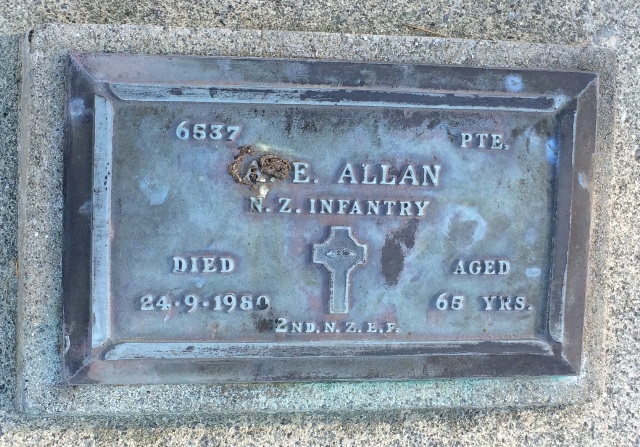 6537 PTE.
A. E. ALLAN
N. Z. INFANTRY
DIED AGED
24·9·1980 65 YRS.
2ND. N. Z. E. F.